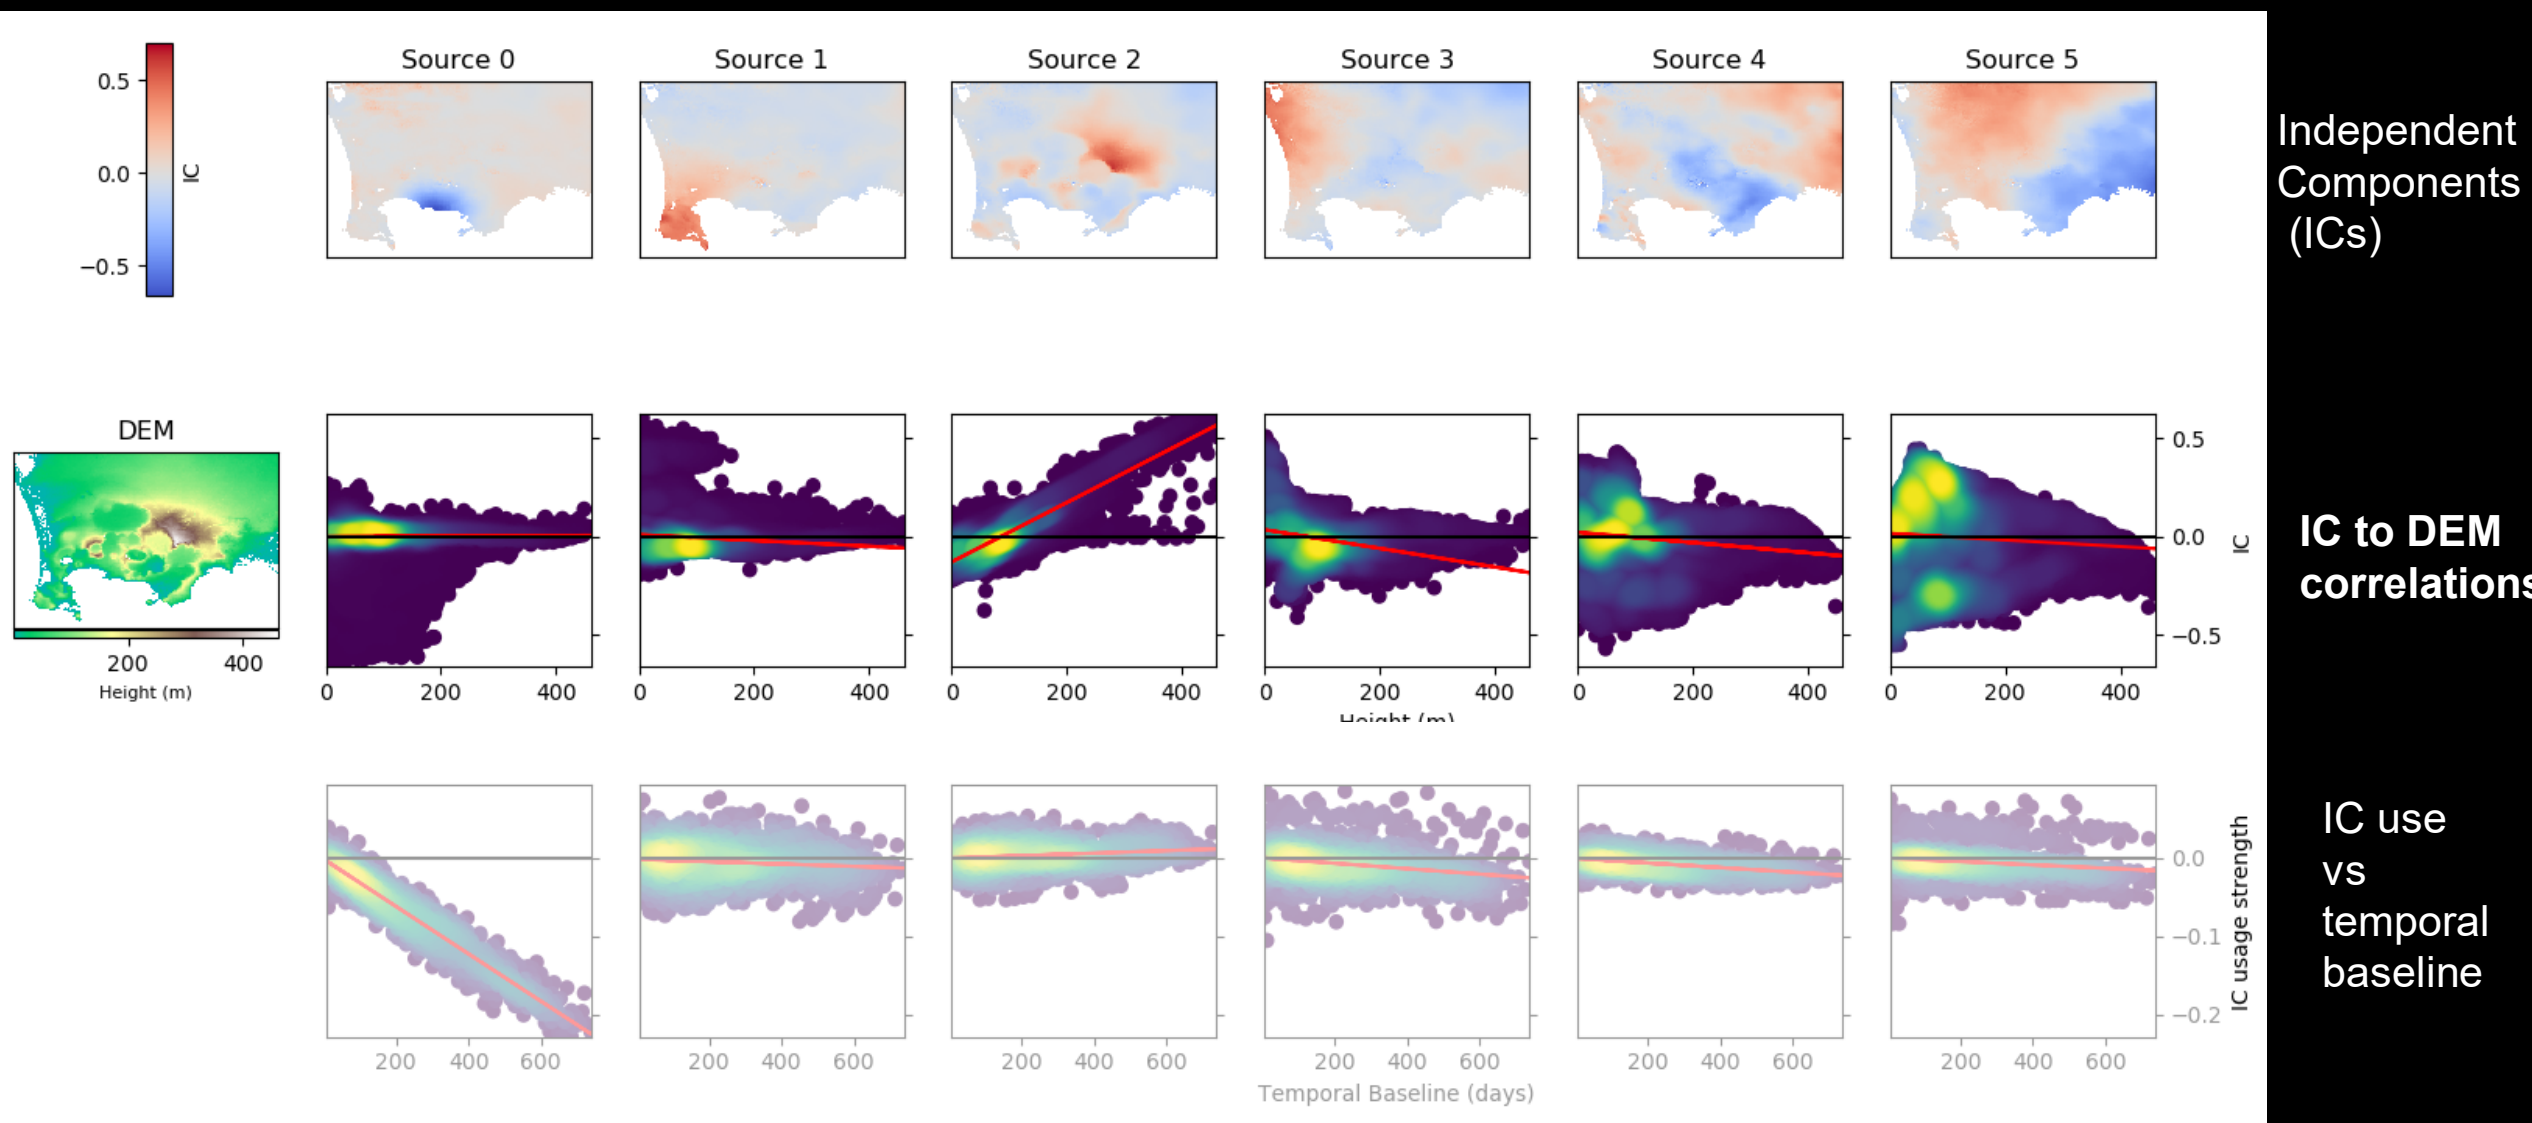 Source 0
Source 1
Source 2
Source 3
Source 4
Source 5
0.5
0.0
−0.5
IC
Independent
Components
(ICs)
DEM
200
400
Height (m)
0
200
400
0
200
400
0
200
400
0
200
400
0
200
400
0
200
400
Height (m)
0.5
0.0
−0.5
IC
IC to DEM
correlations
200
400
600
200
400
600
200
400
600
200
400
600
200
400
600
200
400
600
Temporal Baseline (days)
0.0
−0.1
−0.2
IC usage strength
IC use
vs
temporal
baseline